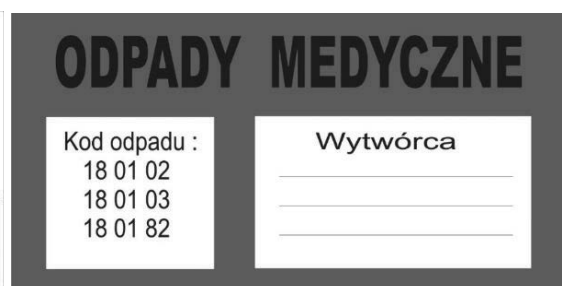 ODPADY MEDYCZNE
Kod odpadu :
18 01 02
18 01 03
18 01 82
Wytwórca